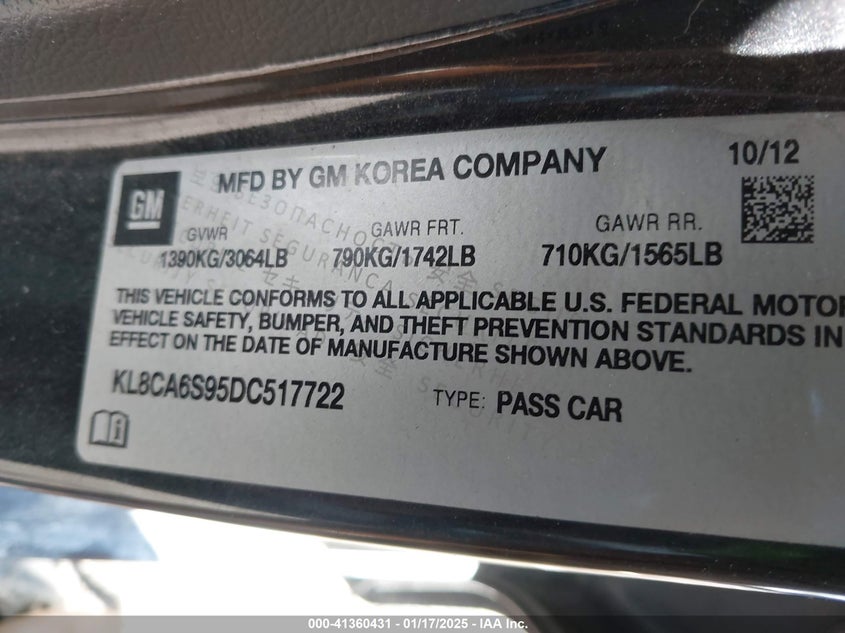 10/12
MFD BY GM KOREA COMPANY
GM
GVWR GAWR FRT. GAWR RR.
1390KG/3064LB 790KG/1742LB 710KG/1565LB
THIS VEHICLE CONFORMS TO ALL APPLICABLE U.S. FEDERAL MOTOR
VEHICLE SAFETY, BUMPER, AND THEFT PREVENTION STANDARDS IN
EFFECT ON THE DATE OF MANUFACTURE SHOWN ABOVE.
KL8CA6S95DC517722 TYPE: PASS CAR
000-41360431 - 01/17/2025 - IAA Inc.